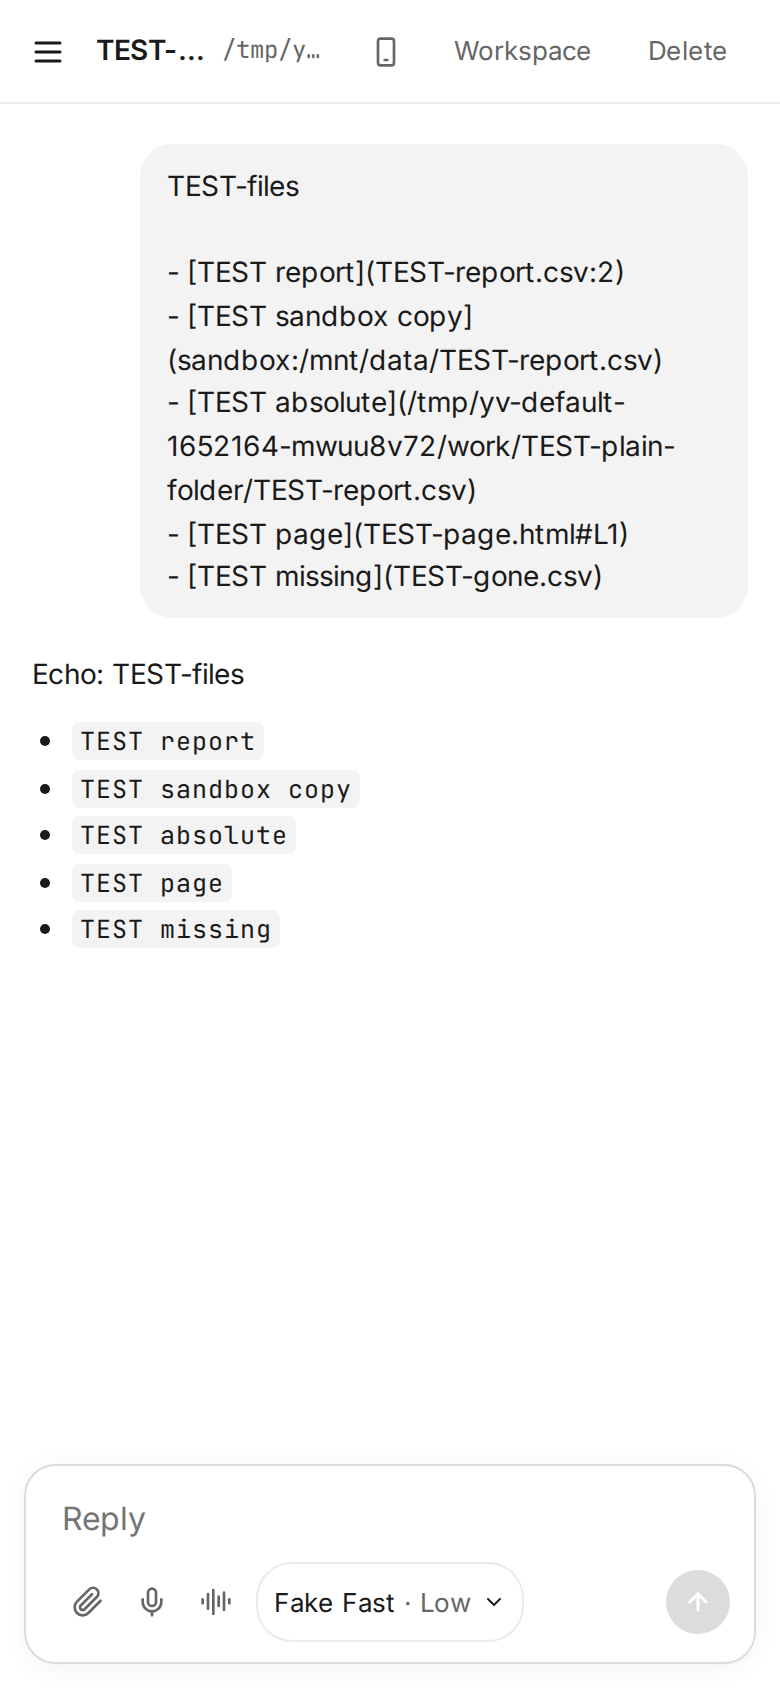 TEST-... /tmp/y… Workspace Delete
TEST-files
- [TEST report](TEST-report.csv:2)
- [TEST sandbox copy]
(sandbox:/mnt/data/TEST-report.csv)
- [TEST absolute](/tmp/yv-default-
1652164-mwuu8v72/work/TEST-plain-
folder/TEST-report.csv)
- [TEST page](TEST-page.html#L1)
- [TEST missing](TEST-gone.csv)
Echo: TEST-files
• TEST report
• TEST sandbox copy
• TEST absolute
• TEST page
• TEST missing
Reply
Fake Fast · Low